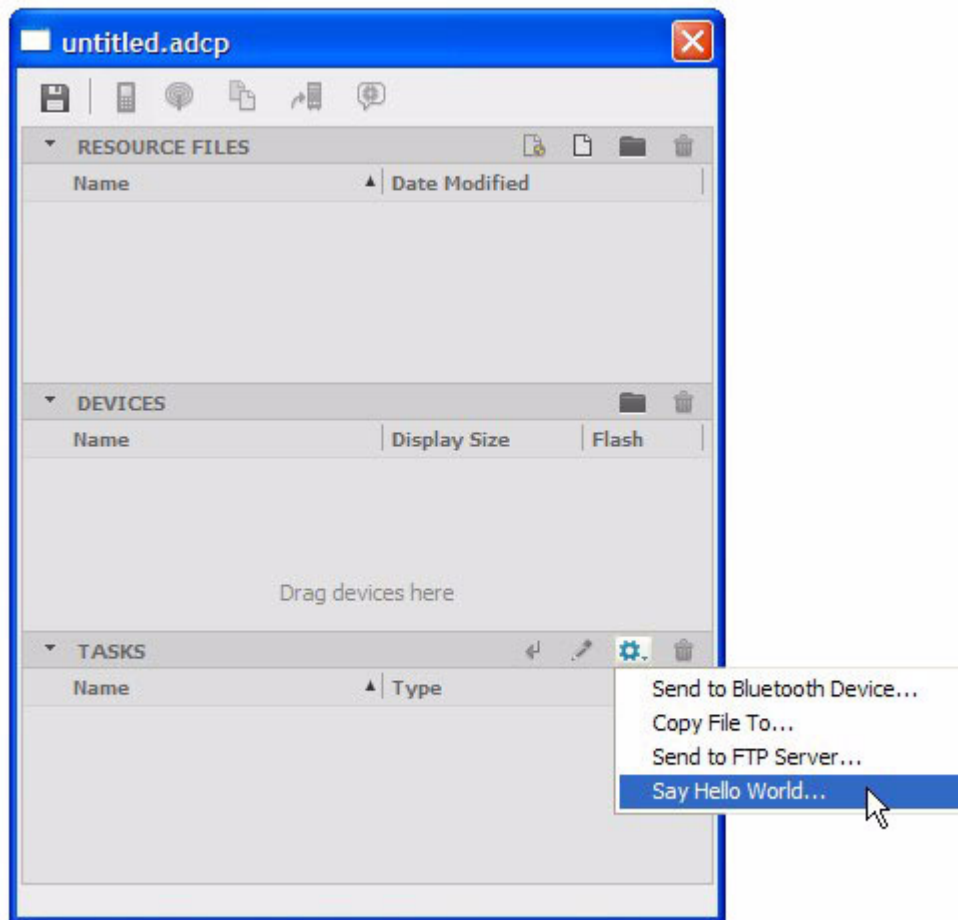 untitled.adcp
RESOURCE FILES
Name Date Modified
DEVICES
Name Display Size Flash
Drag devices here
TASKS
Name Type
Send to Bluetooth Device...
Copy File To...
Send to FTP Server...
Say Hello World...